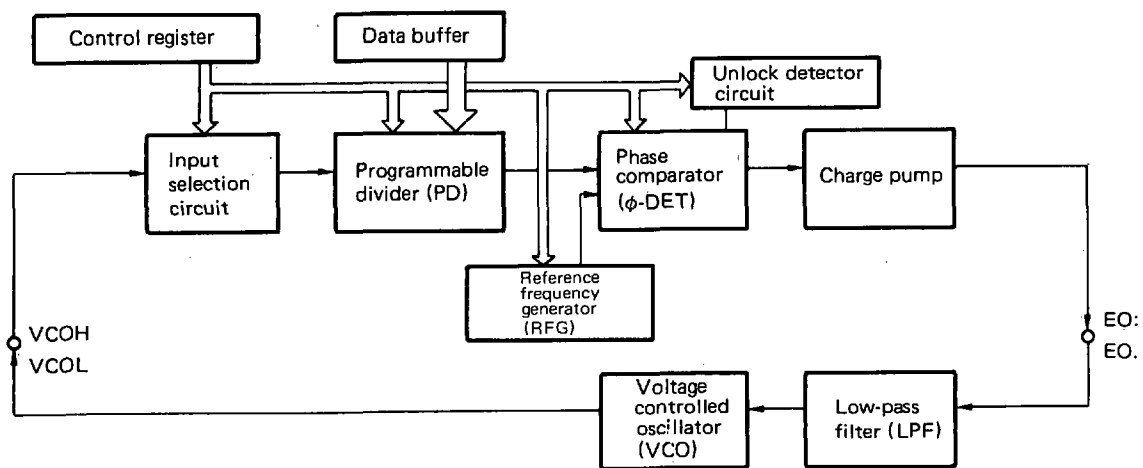 Control register
Data buffer
Unlock detector
circuit
Input
selection
circuit
Programmable
divider (PD)
Phase
comparator
(ϕ-DET)
Charge pump
Reference
frequency
generator
(RFG)
VCOH
VCOL
EO:
EO.
Voltage
controlled
oscillator
(VCO)
Low-pass
filter (LPF)